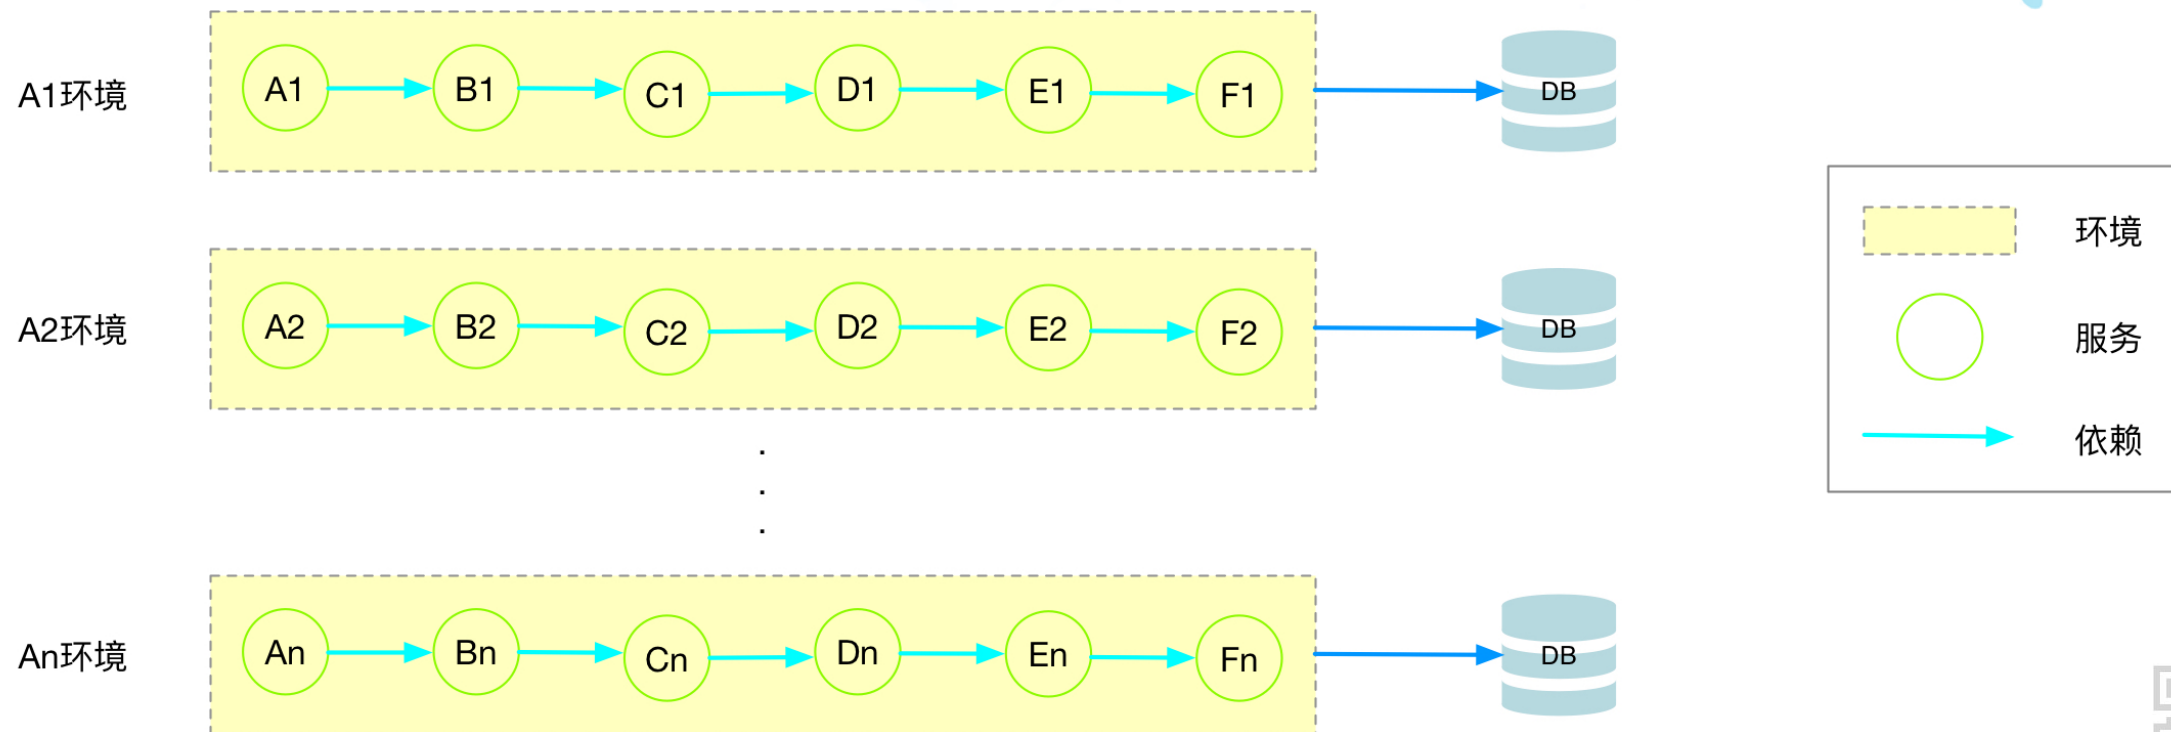 A1环境
A1 B1 C1 D1 E1 F1 DB
A2环境
A2 B2 C2 D2 E2 F2 DB
.
.
.
An环境
An Bn Cn Dn En Fn DB
环境
服务
依赖